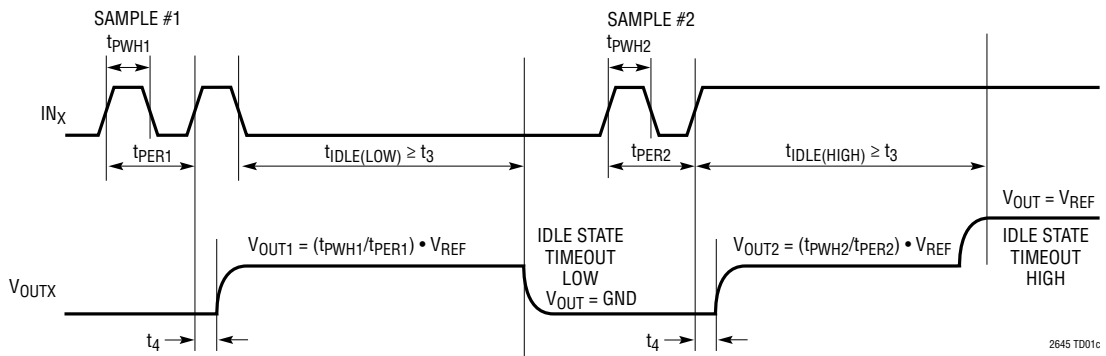 SAMPLE #1
SAMPLE #2
tPWH1
tPWH2
INX
tPER1
tIDLE(LOW) ≥ t3
tPER2
tIDLE(HIGH) ≥ t3
VOUT = VREF
VOUT1 = (tPWH1/tPER1) • VREF
IDLE STATE
TIMEOUT
LOW
VOUT = GND
VOUT2 = (tPWH2/tPER2) • VREF
IDLE STATE
TIMEOUT
HIGH
VOUTX
t4
t4
2645 TD01c